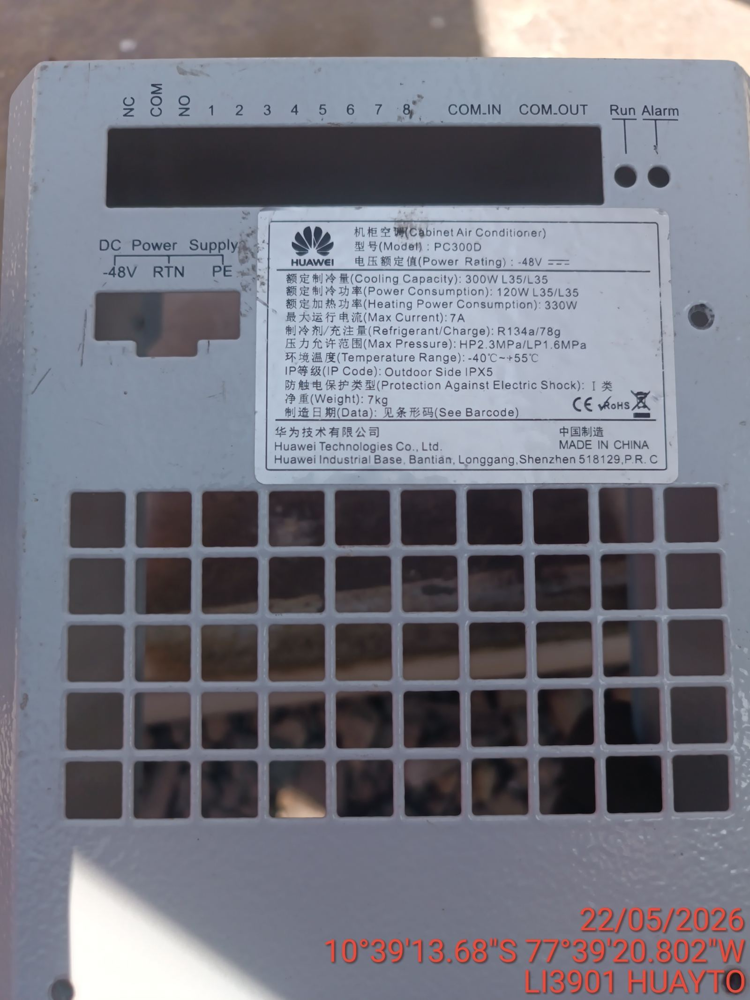 NC COM NO 1 2 3 4 5 6 7 8 COM_IN COM_OUT Run Alarm
DC Power Supply
-48V RTN PE
HUAWEI
机柜空调(Cabinet Air Conditioner)
型号(Model) : PC300D
电压额定值(Power Rating) : -48V ⎓
额定制冷量(Cooling Capacity): 300W L35/L35
额定制冷功率(Power Consumption): 120W L35/L35
额定加热功率(Heating Power Consumption): 330W
最大运行电流(Max Current): 7A
制冷剂/充注量(Refrigerant/Charge): R134a/78g
压力允许范围(Max Pressure): HP2.3MPa/LP1.6MPa
环境温度(Temperature Range): -40℃~+55℃
IP等级(IP Code): Outdoor Side IPX5
防触电保护类型(Protection Against Electric Shock): I 类
净重(Weight): 7kg
制造日期(Data): 见条形码(See Barcode)
CE RoHS
华为技术有限公司
Huawei Technologies Co., Ltd.
中国制造
MADE IN CHINA
Huawei Industrial Base, Bantian, Longgang,Shenzhen 518129,P.R. C
22/05/2026
10°39'13.68"S 77°39'20.802"W
LI3901 HUAYTO